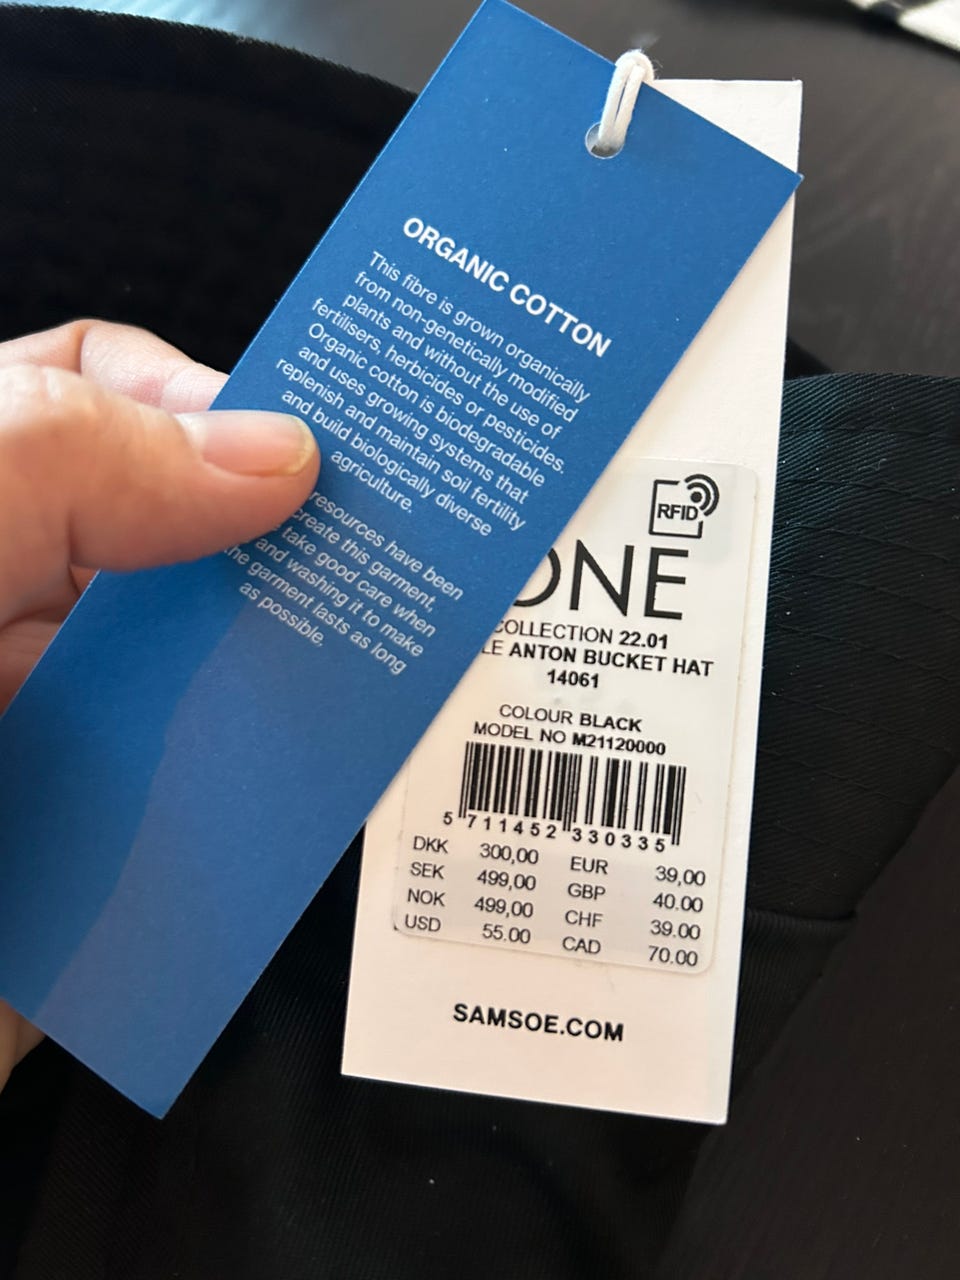 ORGANIC COTTON
This fibre is grown organically
from non-genetically modified
plants and without the use of
fertilisers, herbicides or pesticides.
Organic cotton is biodegradable
and uses growing systems that
replenish and maintain soil fertility
and build biologically diverse
agriculture.
resources have been
create this garment,
take good care when
and washing it to make
the garment lasts as long
as possible.
RFID
ONE
COLLECTION 22.01
ANTON BUCKET HAT
14061
COLOUR BLACK
MODEL NO M21120000
5 711452 330335
DKK 300,00 EUR 39,00
SEK 499,00 GBP 40.00
NOK 499,00 CHF 39.00
USD 55.00 CAD 70.00
SAMSOE.COM